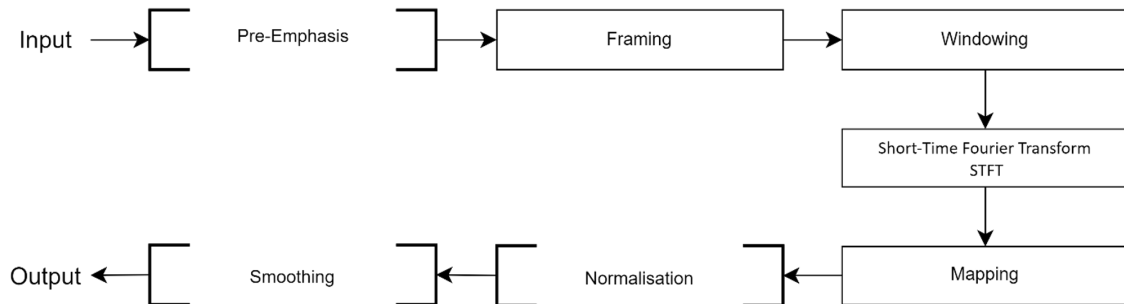 Input
Pre-Emphasis
Framing
Windowing
Short-Time Fourier Transform
STFT
Mapping
Normalisation
Smoothing
Output